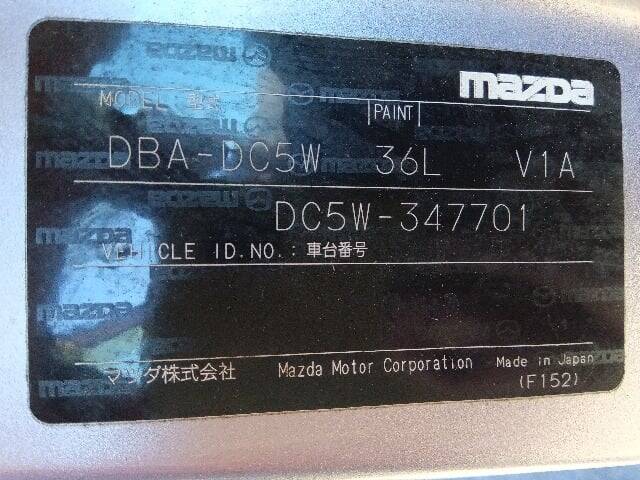 mazda
MODEL 車式 PAINT
DBA-DC5W 36L V1A
DC5W-347701
VEHICLE ID.NO.: 車台番号
マツダ株式会社 Mazda Motor Corporation Made in Japan
(F152)